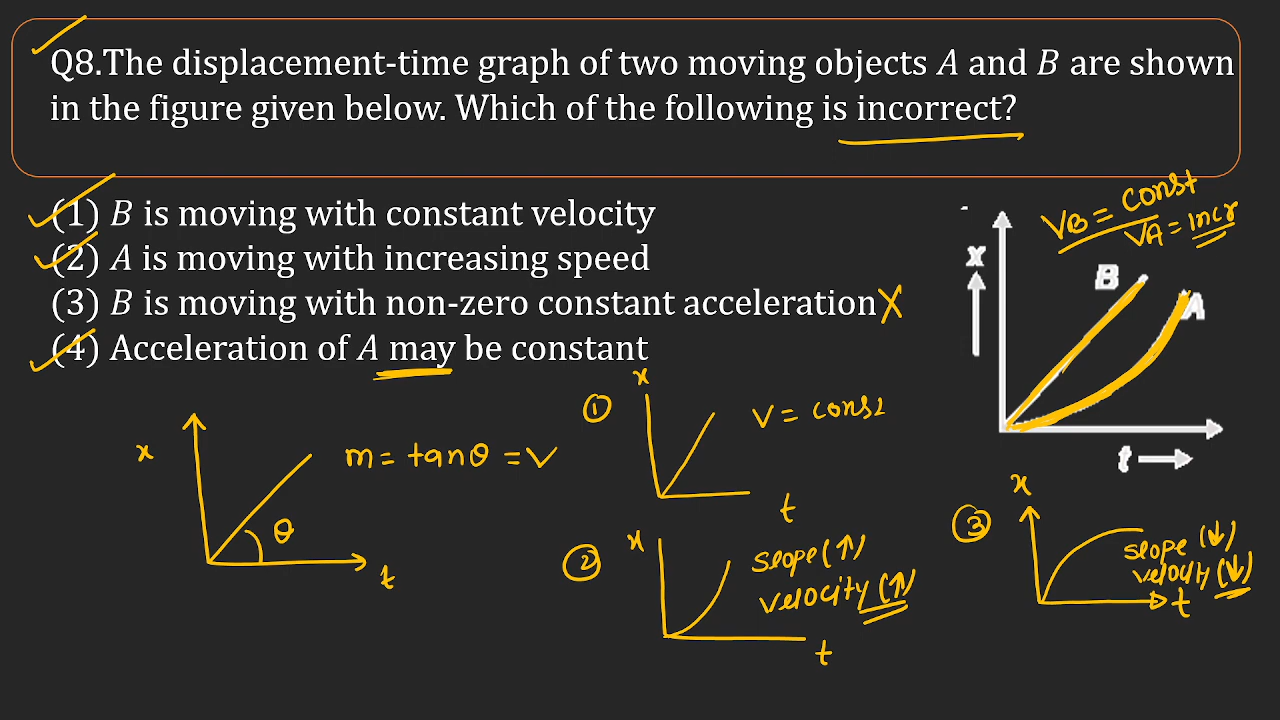 Q8.The displacement-time graph of two moving objects A and B are shown
in the figure given below. Which of the following is incorrect?
(1) B is moving with constant velocity
(2) A is moving with increasing speed
(3) B is moving with non-zero constant acceleration X
(4) Acceleration of A may be constant
VB = const
VA = incr
x
B
A
t
x
m = tanθ = V
θ
t
①
x
V = const
t
②
x
slope (↑)
velocity (↑)
t
③
x
slope (↓)
velocity (↓)
t